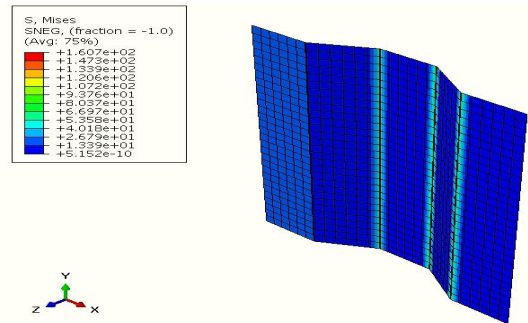 S, Mises
SNEG, (fraction = -1.0)
(Avg: 75%)
+1.607e+02
+1.473e+02
+1.339e+02
+1.206e+02
+1.072e+02
+9.376e+01
+8.037e+01
+6.697e+01
+5.358e+01
+4.018e+01
+2.679e+01
+1.339e+01
+5.152e-10
Y
Z
X